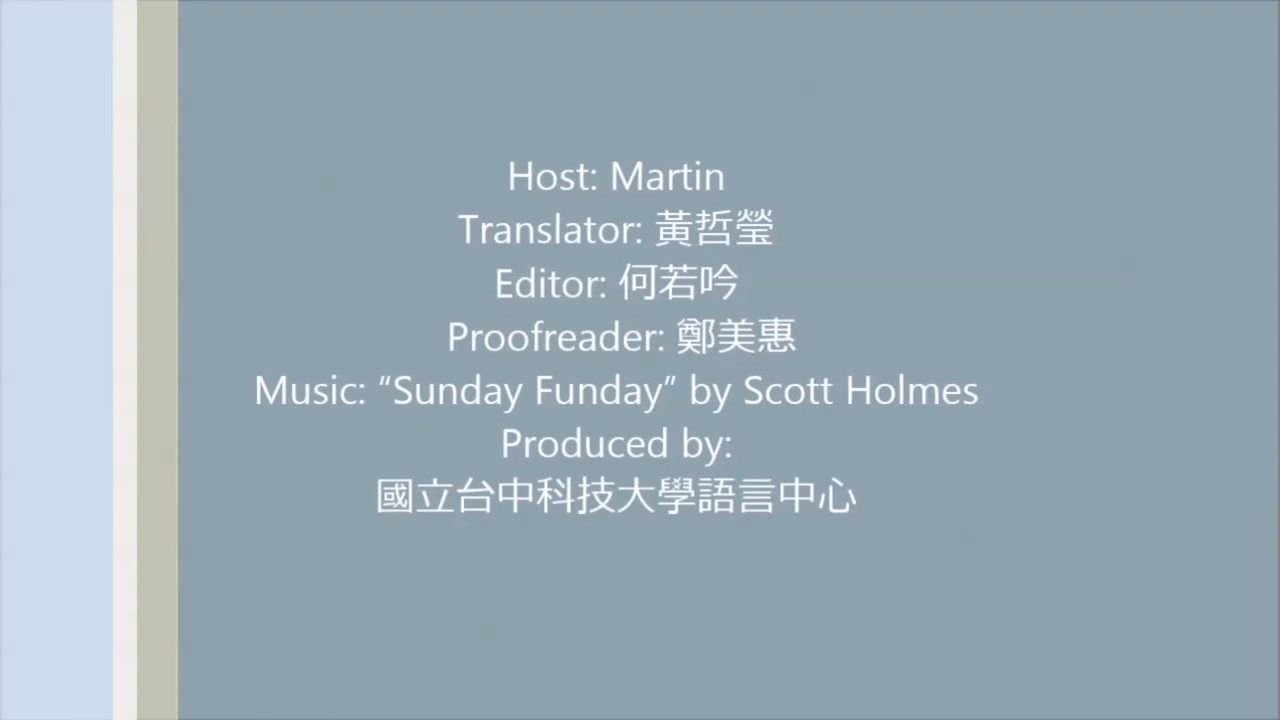 Host: Martin
Translator: 黃哲瑩
Editor: 何若吟
Proofreader: 鄭美惠
Music: “Sunday Funday” by Scott Holmes
Produced by:
國立台中科技大學語言中心